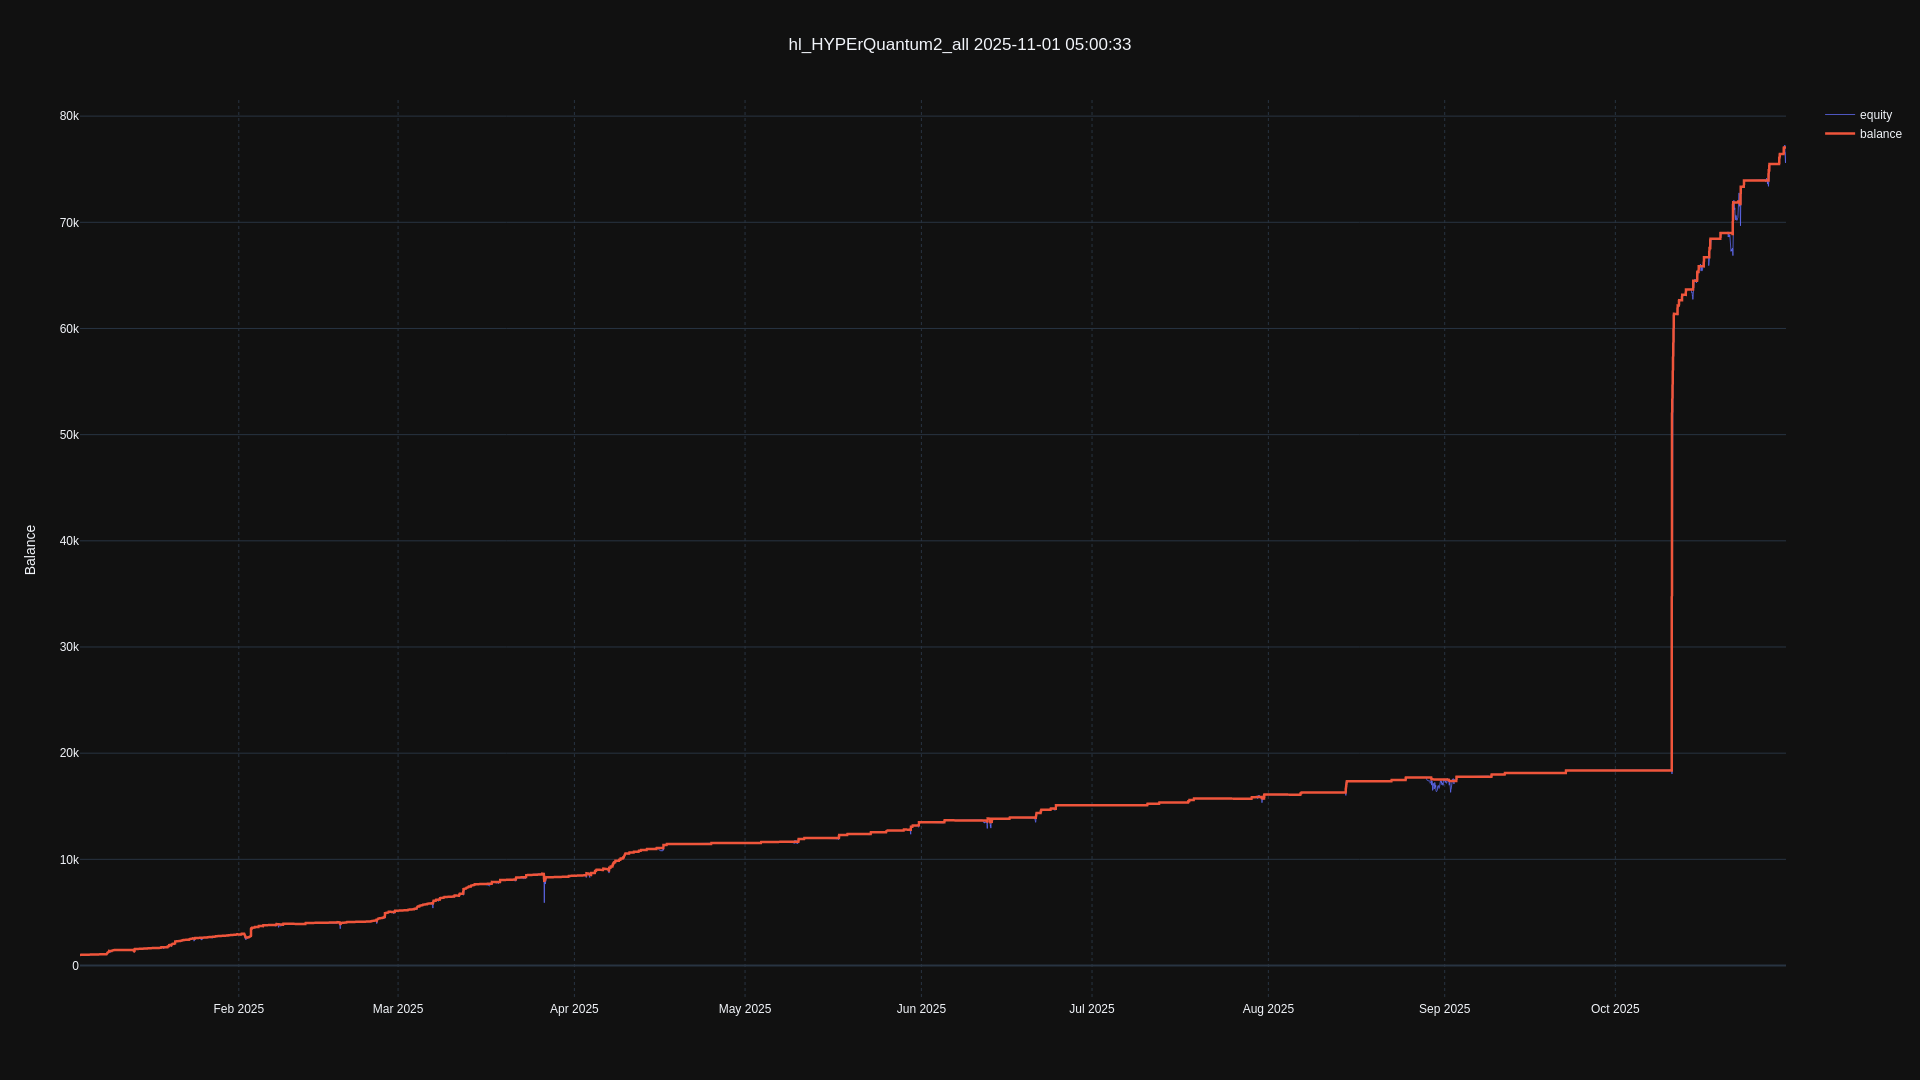 hl_HYPErQuantum2_all 2025-11-01 05:00:33
equity
balance
80k
70k
60k
50k
40k
30k
20k
10k
0
Balance
Feb 2025
Mar 2025
Apr 2025
May 2025
Jun 2025
Jul 2025
Aug 2025
Sep 2025
Oct 2025